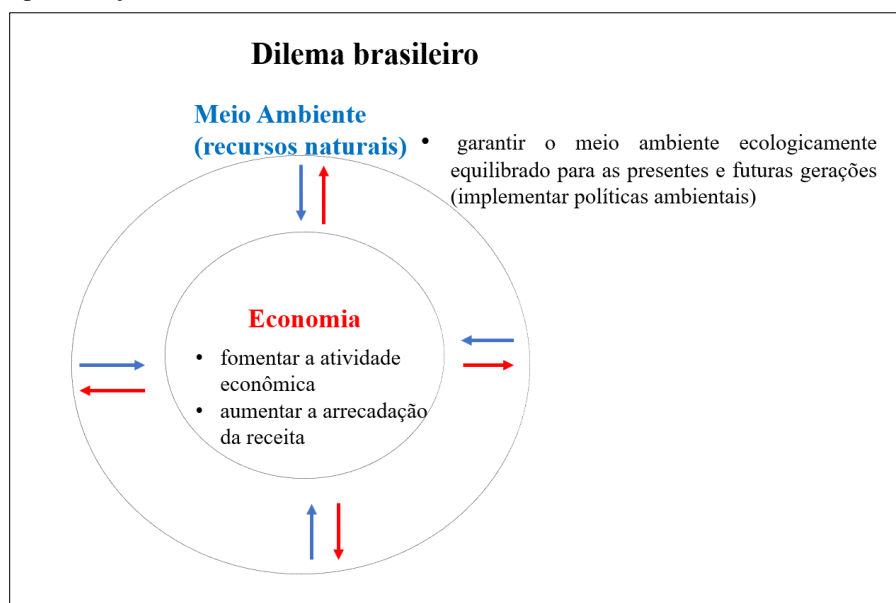 Dilema brasileiro
Meio Ambiente
(recursos naturais)
• garantir o meio ambiente ecologicamente
equilibrado para as presentes e futuras gerações
(implementar políticas ambientais)
Economia
• fomentar a atividade
econômica
• aumentar a arrecadação
da receita